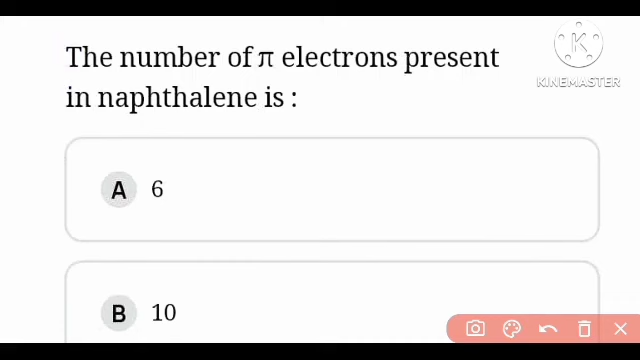 The number of π electrons present
in naphthalene is :
K
KINEMASTER
A 6
B 10